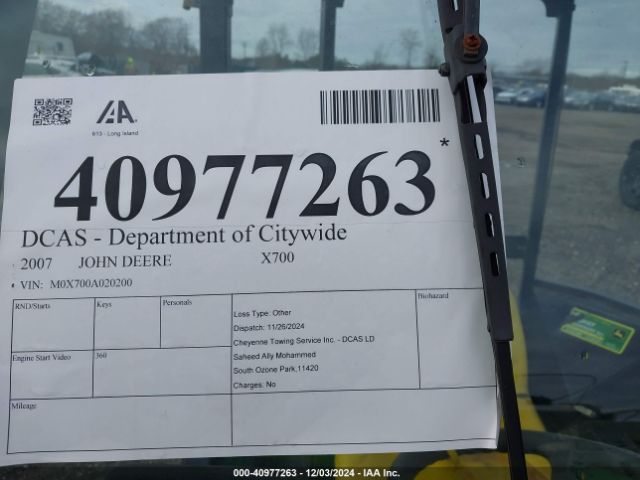 IAA
613 - Long Island
40977263*
DCAS - Department of Citywide
2007 JOHN DEERE X700
VIN: M0X700A020200
RND/Starts
Keys
Personals
Loss Type: Other
Dispatch: 11/26/2024
Cheyenne Towing Service Inc. - DCAS LD
Saheed Ally Mohammed
South Ozone Park,11420
Charges: No
Biohazard
Engine Start Video
360
Mileage
000-40977263 - 12/03/2024 - IAA Inc.